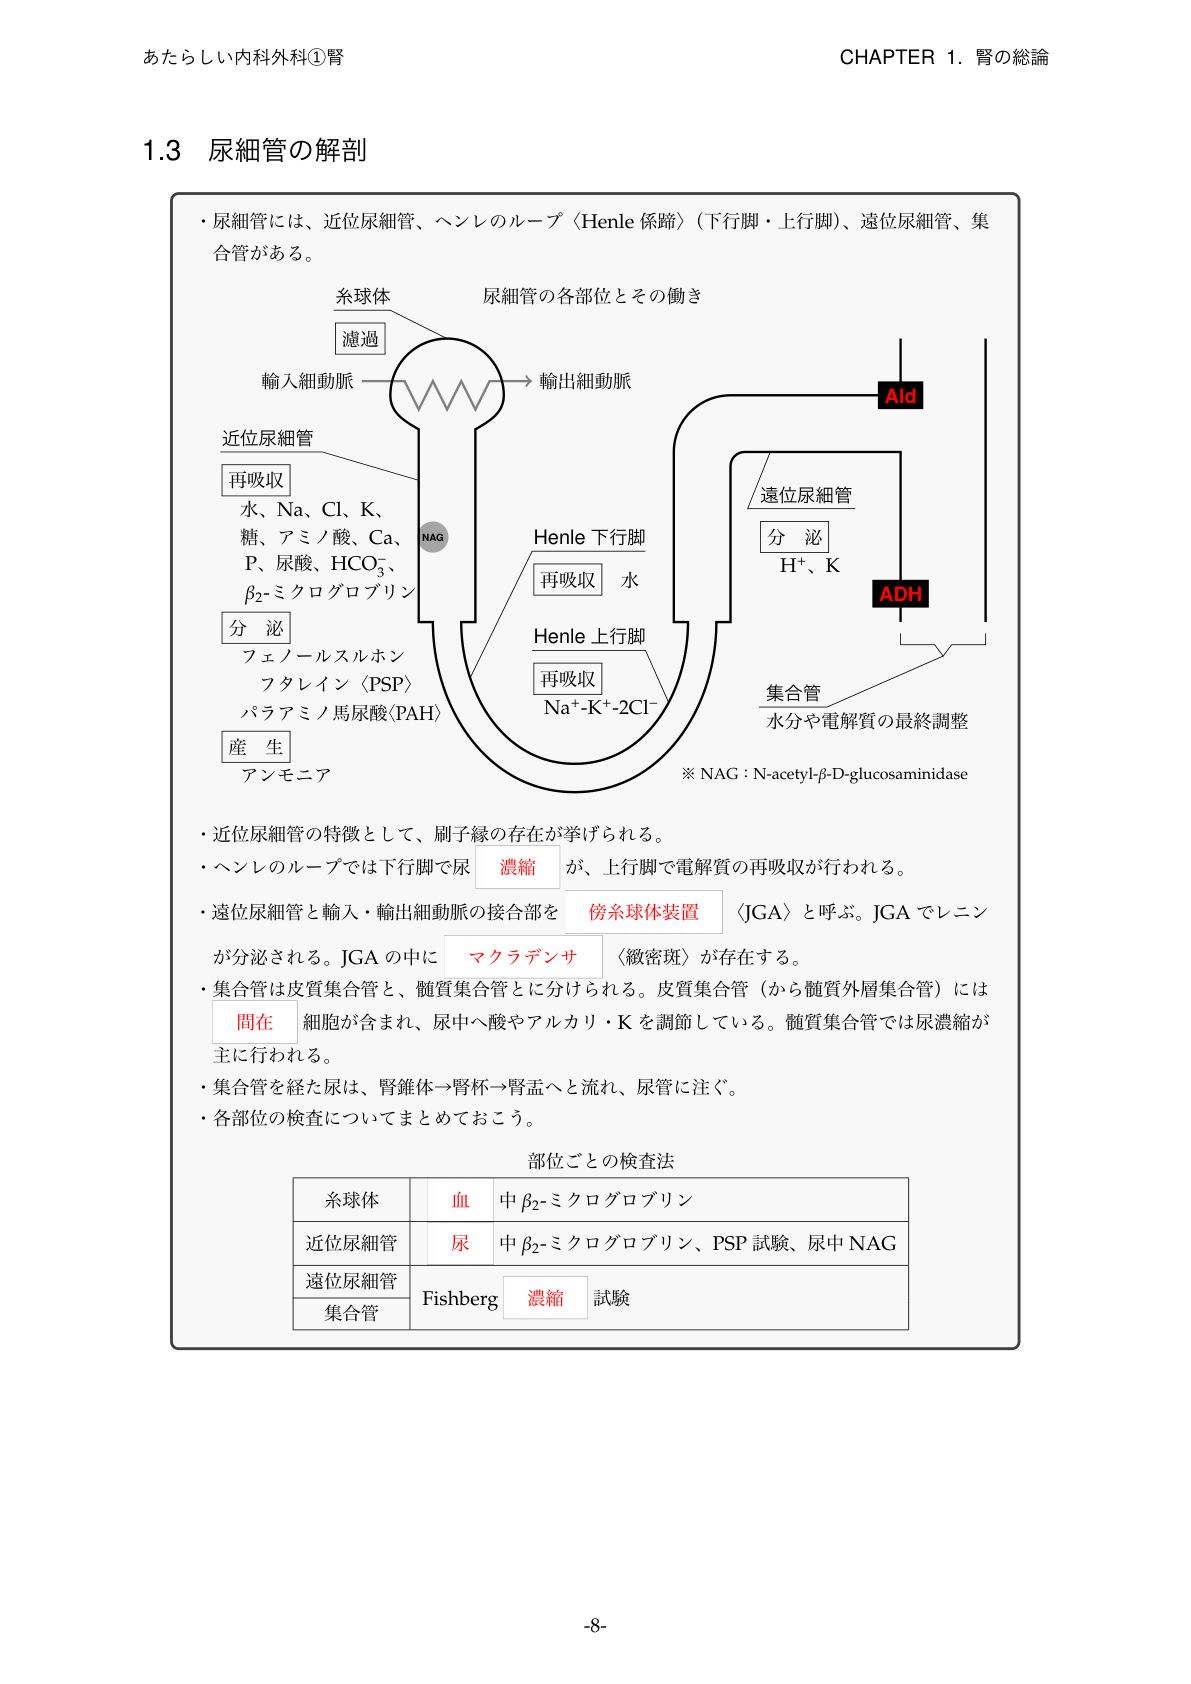 あたらしい内科外科①腎
CHAPTER 1. 腎の総論
1.3 尿細管の解剖
・尿細管には、近位尿細管、ヘンレのループ〈Henle 係蹄〉（下行脚・上行脚）、遠位尿細管、集
合管がある。
尿細管の各部位とその働き
糸球体
濾過
輸入細動脈
輸出細動脈
近位尿細管
再吸収
水、Na、Cl、K、
糖、アミノ酸、Ca、
P、尿酸、HCO₃⁻、
β₂-ミクログロブリン
分 泌
フェノールスルホン
フタレイン〈PSP〉
パラアミノ馬尿酸〈PAH〉
産 生
アンモニア
NAG
Henle 下行脚
再吸収 水
Henle 上行脚
再吸収
Na⁺-K⁺-2Cl⁻
Ald
遠位尿細管
分 泌
H⁺、K
ADH
集合管
水分や電解質の最終調整
※ NAG：N-acetyl-β-D-glucosaminidase
・近位尿細管の特徴として、刷子縁の存在が挙げられる。
・ヘンレのループでは下行脚で尿 濃縮 が、上行脚で電解質の再吸収が行われる。
・遠位尿細管と輸入・輸出細動脈の接合部を 傍糸球体装置 〈JGA〉と呼ぶ。JGA でレニン
が分泌される。JGA の中に マクラデンサ 〈緻密斑〉が存在する。
・集合管は皮質集合管と、髄質集合管とに分けられる。皮質集合管（から髄質外層集合管）には
間在 細胞が含まれ、尿中へ酸やアルカリ・K を調節している。髄質集合管では尿濃縮が
主に行われる。
・集合管を経た尿は、腎錐体→腎杯→腎盂へと流れ、尿管に注ぐ。
・各部位の検査についてまとめておこう。
部位ごとの検査法
糸球体 血 中 β₂-ミクログロブリン
近位尿細管 尿 中 β₂-ミクログロブリン、PSP 試験、尿中 NAG
遠位尿細管
集合管
Fishberg 濃縮 試験
-8-